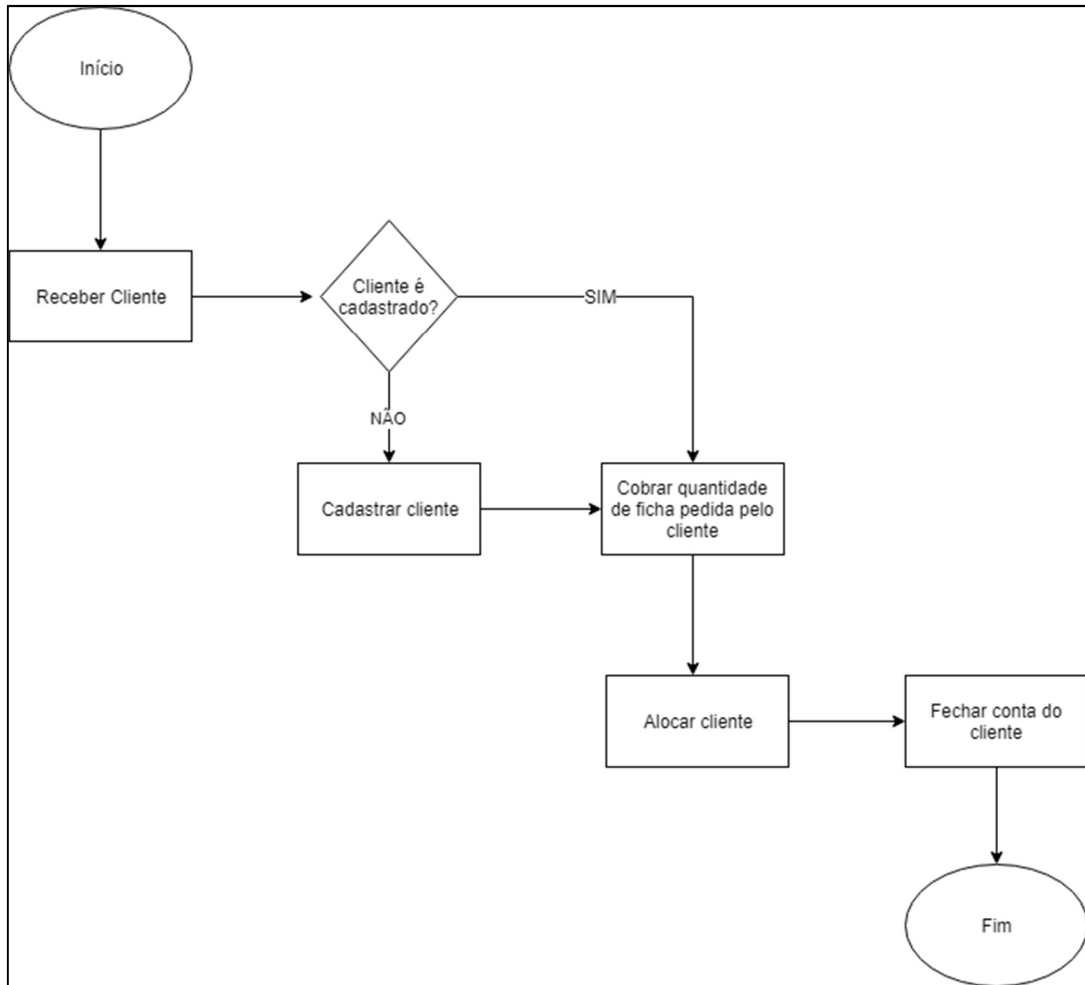 Início
Receber Cliente
Cliente é
cadastrado?
SIM
NÃO
Cadastrar cliente
Cobrar quantidade
de ficha pedida pelo
cliente
Alocar cliente
Fechar conta do
cliente
Fim